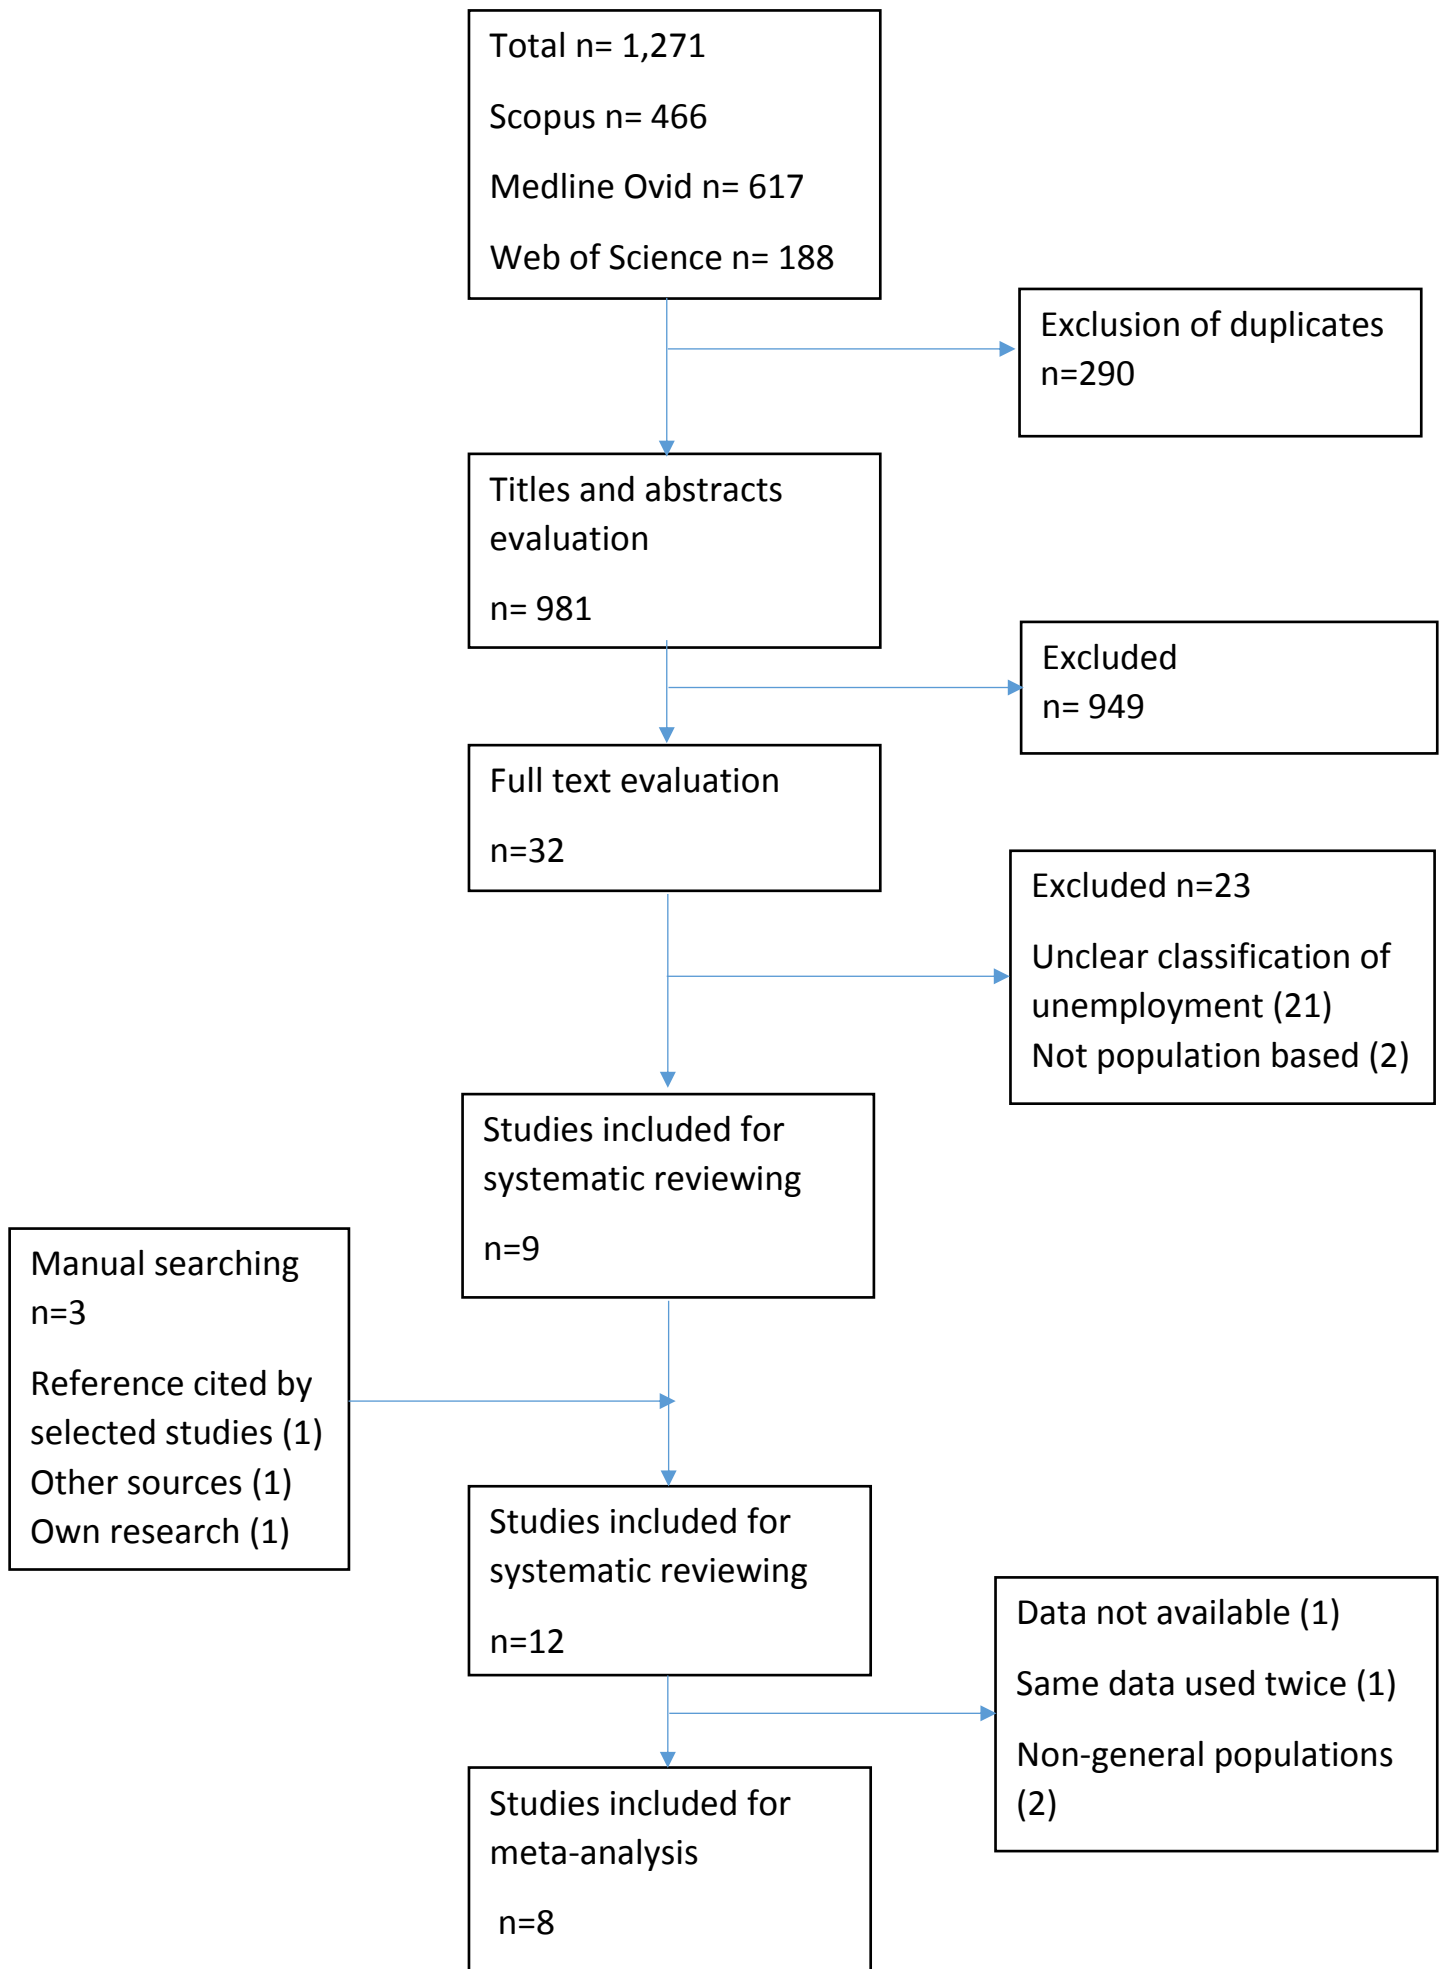 Total n= 1,271
Scopus n= 466
Medline Ovid n= 617
Web of Science n= 188
Exclusion of duplicates
n=290
Titles and abstracts
evaluation
n= 981
Excluded
n= 949
Full text evaluation
n=32
Excluded n=23
Unclear classification of
unemployment (21)
Not population based (2)
Studies included for
systematic reviewing
n=9
Manual searching
n=3
Reference cited by
selected studies (1)
Other sources (1)
Own research (1)
Studies included for
systematic reviewing
n=12
Data not available (1)
Same data used twice (1)
Non-general populations
(2)
Studies included for
meta-analysis
n=8